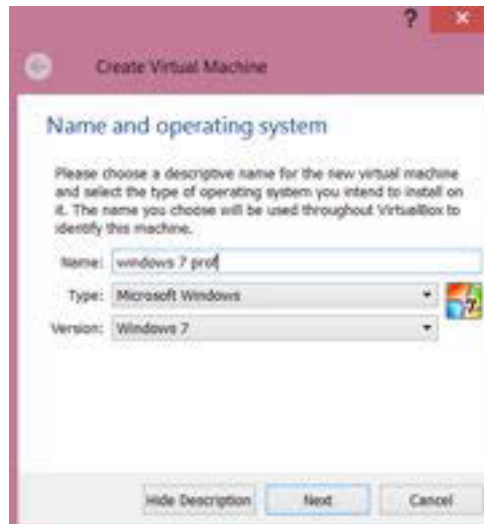 ?
Create Virtual Machine
Name and operating system
Please choose a descriptive name for the new virtual machine
and select the type of operating system you intend to install on
it. The name you choose will be used throughout VirtualBox to
identify this machine.
Name: windows 7 prof
Type: Microsoft Windows
7
Version: Windows 7
Hide Description Next Cancel